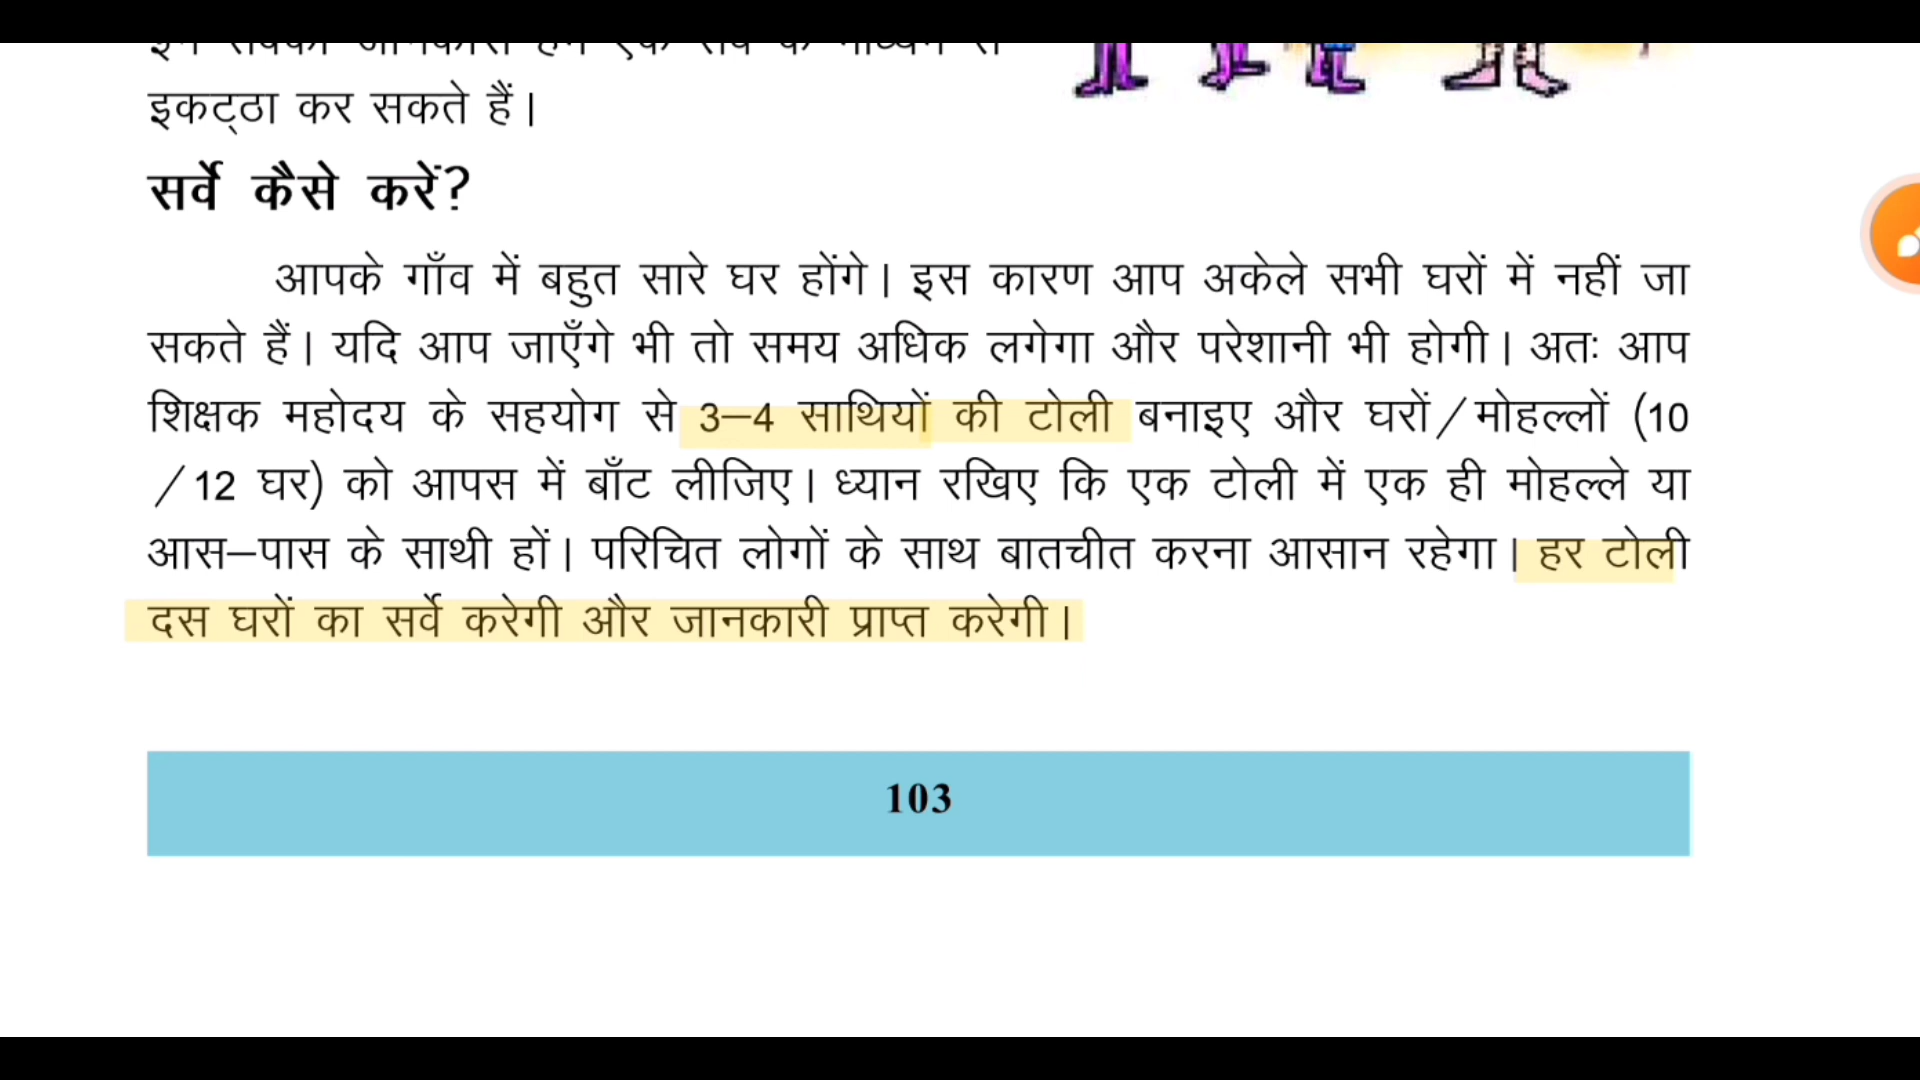 इकट्ठा कर सकते हैं।
सर्वे कैसे करें?
आपके गाँव में बहुत सारे घर होंगे। इस कारण आप अकेले सभी घरों में नहीं जा
सकते हैं। यदि आप जाएँगे भी तो समय अधिक लगेगा और परेशानी भी होगी। अतः आप
शिक्षक महोदय के सहयोग से 3–4 साथियों की टोली बनाइए और घरों/मोहल्लों (10
/12 घर) को आपस में बाँट लीजिए। ध्यान रखिए कि एक टोली में एक ही मोहल्ले या
आस–पास के साथी हों। परिचित लोगों के साथ बातचीत करना आसान रहेगा। हर टोली
दस घरों का सर्वे करेगी और जानकारी प्राप्त करेगी।
103